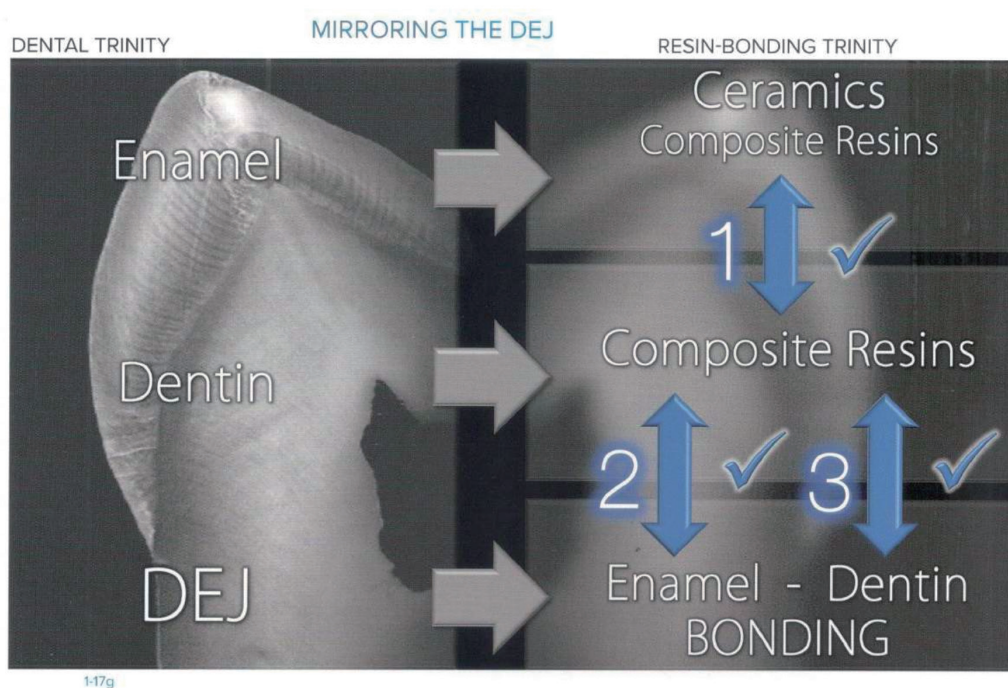 MIRRORING THE DEJ
DENTAL TRINITY
RESIN-BONDING TRINITY
Enamel
Ceramics
Composite Resins
1
Dentin
Composite Resins
2
3
DEJ
Enamel - Dentin
BONDING
1-17g